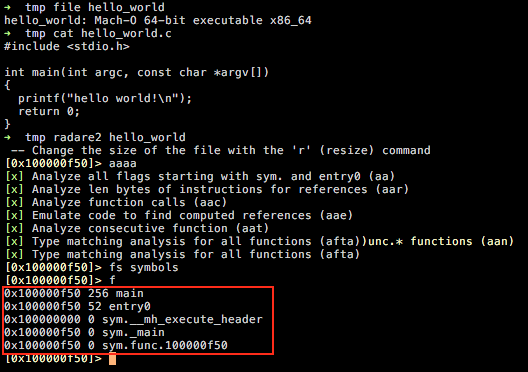 ➜  tmp file hello_world
hello_world: Mach-O 64-bit executable x86_64
➜  tmp cat hello_world.c
#include <stdio.h>

int main(int argc, const char *argv[])
{
  printf("hello world!\n");
  return 0;
}
➜  tmp radare2 hello_world
 -- Change the size of the file with the 'r' (resize) command
[0x100000f50]> aaaa
[x] Analyze all flags starting with sym. and entry0 (aa)
[x] Analyze len bytes of instructions for references (aar)
[x] Analyze function calls (aac)
[x] Emulate code to find computed references (aae)
[x] Analyze consecutive function (aat)
[x] Type matching analysis for all functions (afta))unc.* functions (aan)
[x] Type matching analysis for all functions (afta)
[0x100000f50]> fs symbols
[0x100000f50]> f
0x100000f50 256 main
0x100000f50 52 entry0
0x100000000 0 sym.__mh_execute_header
0x100000f50 0 sym._main
0x100000f50 0 sym.func.100000f50
[0x100000f50]>